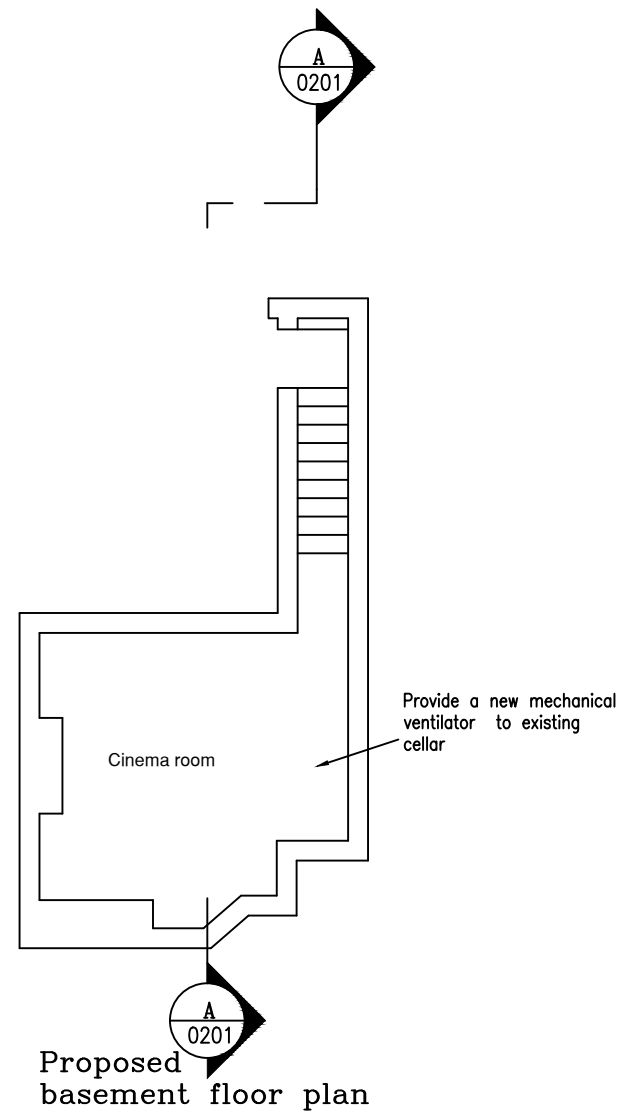 A
0201
Provide a new mechanical
ventilator to existing
cellar
Cinema room
A
0201
Proposed
basement floor plan